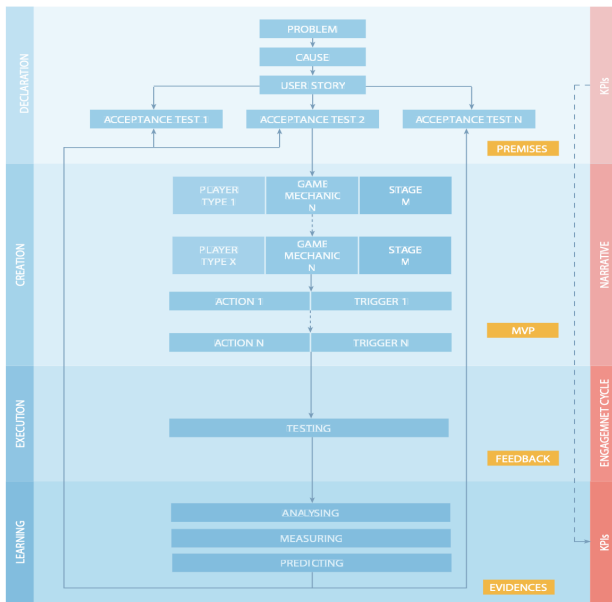 DECLARATION
PROBLEM
CAUSE
USER STORY
ACCEPTANCE TEST 1
ACCEPTANCE TEST 2
ACCEPTANCE TEST N
PREMISES
KPIs
CREATION
PLAYER
TYPE 1
GAME
MECHANIC
N
STAGE
M
PLAYER
TYPE X
GAME
MECHANIC
N
STAGE
M
ACTION 1
TRIGGER 1
ACTION N
TRIGGER N
MVP
NARRATIVE
EXECUTION
TESTING
FEEDBACK
ENGAGEMNET CYCLE
LEARNING
ANALYSING
MEASURING
PREDICTING
EVIDENCES
KPIs